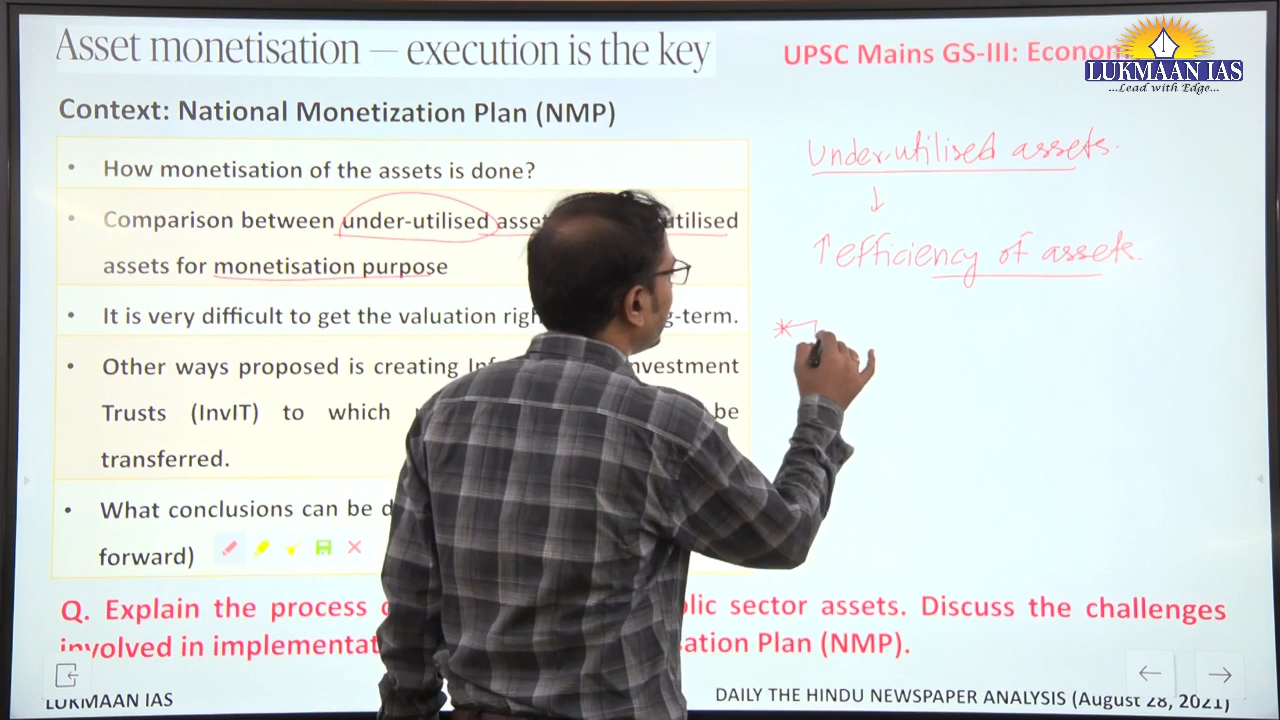 Asset monetisation – execution is the key
UPSC Mains GS-III: Econom
LUKMAAN IAS
...Lead with Edge...
Context: National Monetization Plan (NMP)
• How monetisation of the assets is done?
• Comparison between under-utilised asset utilised
assets for monetisation purpose
• It is very difficult to get the valuation righ g-term.
• Other ways proposed is creating Inf nvestment
Trusts (InvIT) to which be
transferred.
• What conclusions can be d
forward)
Under-utilised assets.
↓
↑efficiency of assets.
*
Q. Explain the process lic sector assets. Discuss the challenges
involved in implementat sation Plan (NMP).
LUKMAAN IAS
DAILY THE HINDU NEWSPAPER ANALYSIS (August 28, 2021)